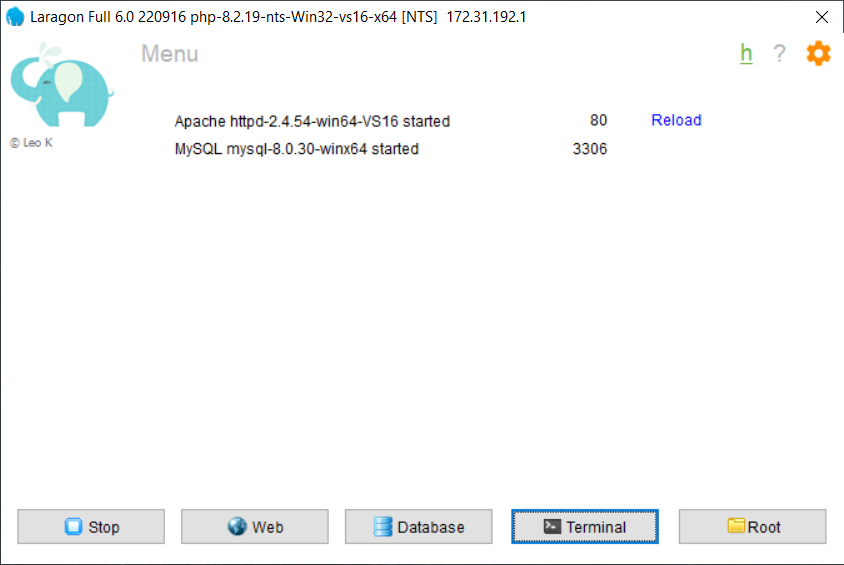 Laragon Full 6.0 220916 php-8.2.19-nts-Win32-vs16-x64 [NTS] 172.31.192.1
Menu h ?
© Leo K
Apache httpd-2.4.54-win64-VS16 started 80 Reload
MySQL mysql-8.0.30-winx64 started 3306
Stop Web Database Terminal Root